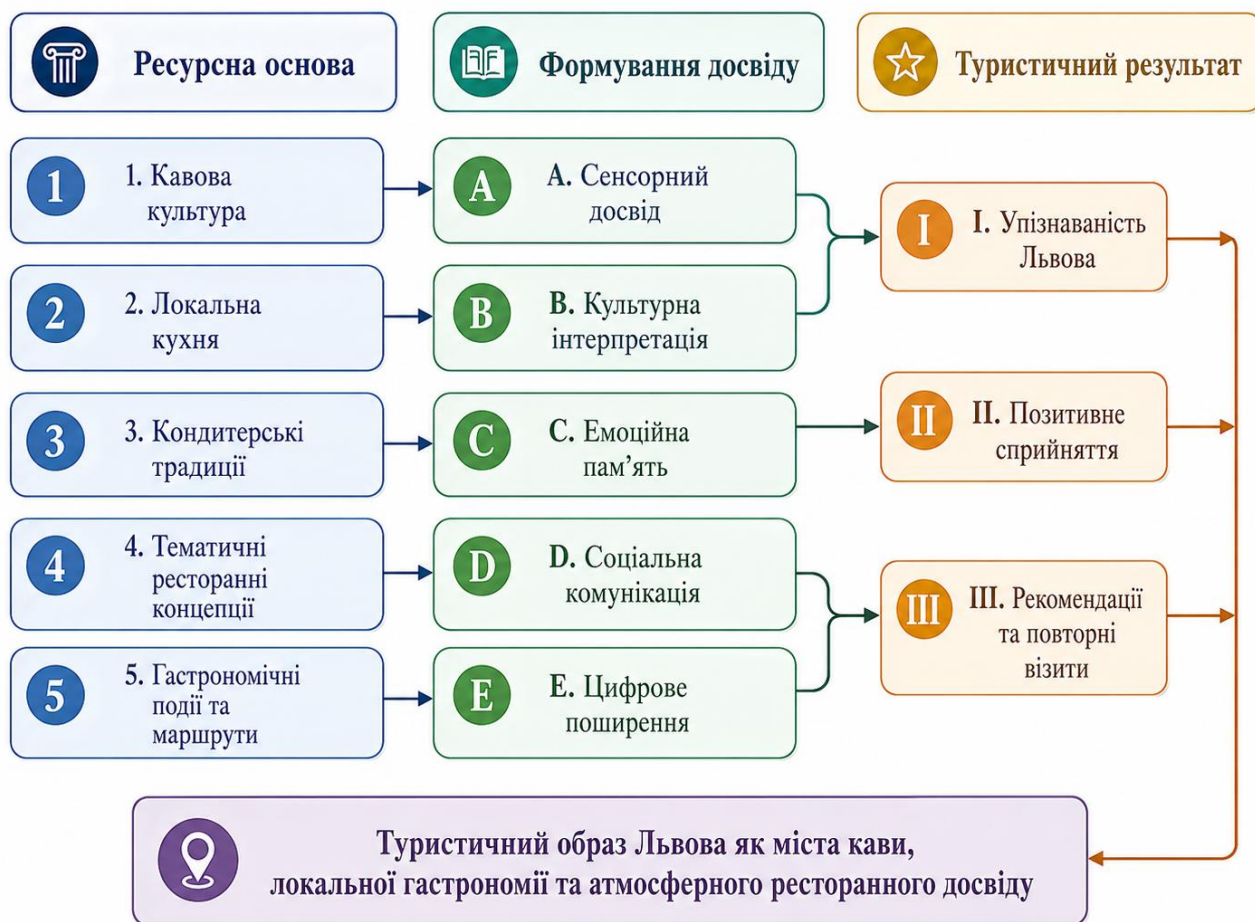 Ресурсна основа
Формування досвіду
Туристичний результат
1
1. Кавова
культура
A
A. Сенсорний
досвід
2
2. Локальна
кухня
B
B. Культурна
інтерпретація
I
I. Упізнаваність
Львова
3
3. Кондитерські
традиції
C
C. Емоційна
пам’ять
II
II. Позитивне
сприйняття
4
4. Тематичні
ресторанні
концепції
D
D. Соціальна
комунікація
5
5. Гастрономічні
події та
маршрути
E
E. Цифрове
поширення
III
III. Рекомендації
та повторні
візити
Туристичний образ Львова як міста кави,
локальної гастрономії та атмосферного ресторанного досвіду